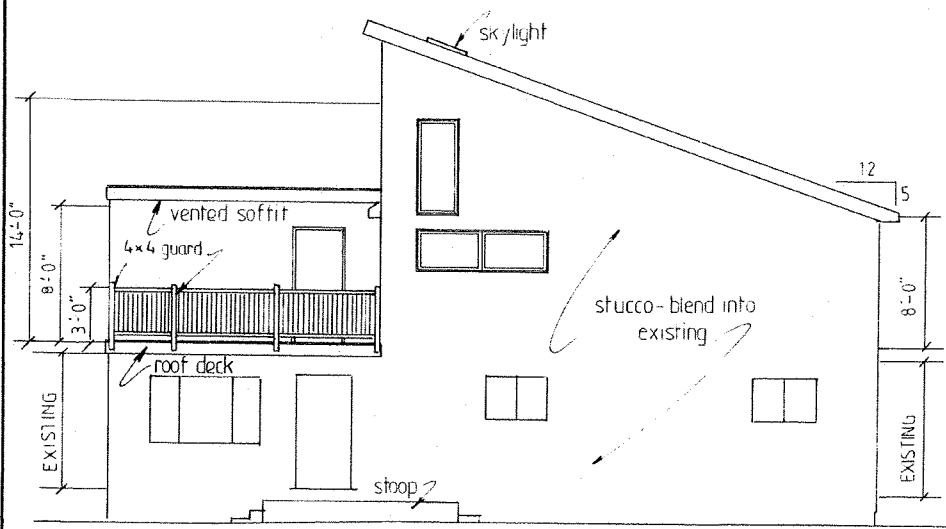 skylight
12
5
14'-0"
8'-0"
3'-0"
vented soffit
4x4 guard
8'-0"
stucco-blend into
existing
roof deck
EXISTING
EXISTING
stoop